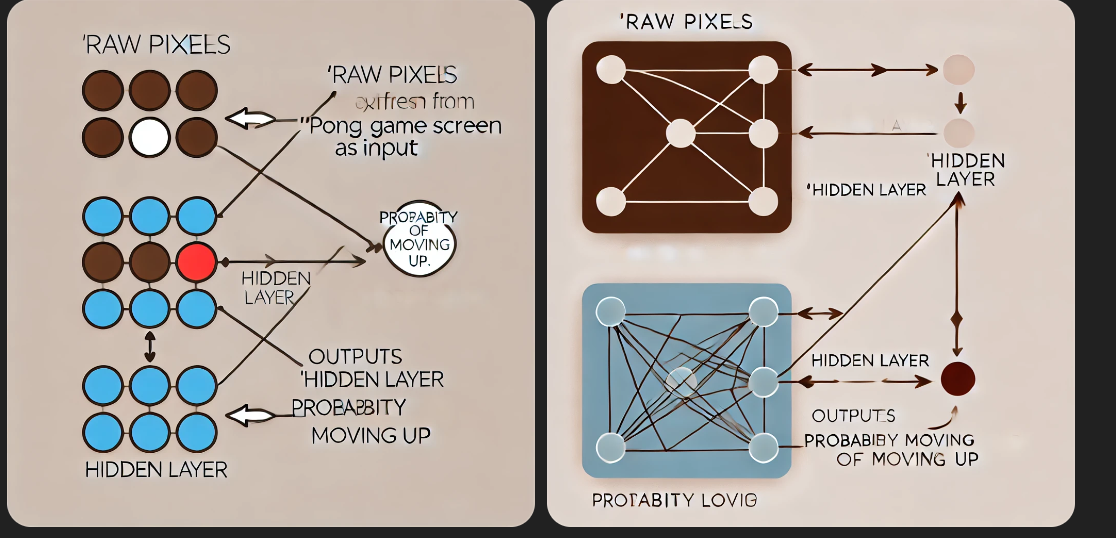 'RAW PIXELS
'RAW PIXELS
from
"Pong game screen
as input
PROBABITY
OF
MOVING
UP.
HIDDEN
LAYER
OUTPUTS
'HIDDEN LAYER
PROBABBITY
MOVING UP
HIDDEN LAYER
'RAW PIXELS
'HIDDEN
LAYER
'HIDDEN LAYER
HIDDEN LAYER
OUTPUTS
PROBABIBY MOVING
OF MOVING UP
PROTABITY LOVIG